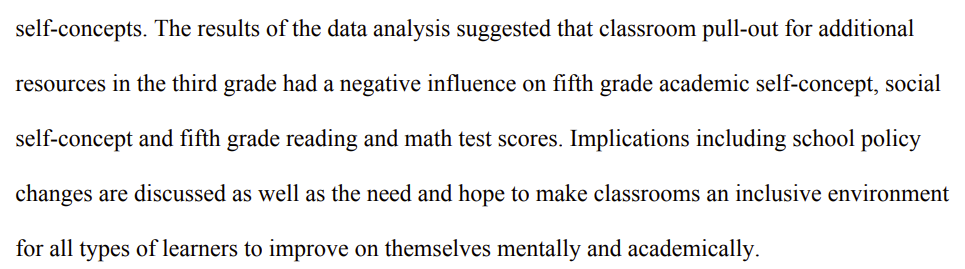 self-concepts. The results of the data analysis suggested that classroom pull-out for additional
resources in the third grade had a negative influence on fifth grade academic self-concept, social
self-concept and fifth grade reading and math test scores. Implications including school policy
changes are discussed as well as the need and hope to make classrooms an inclusive environment
for all types of learners to improve on themselves mentally and academically.